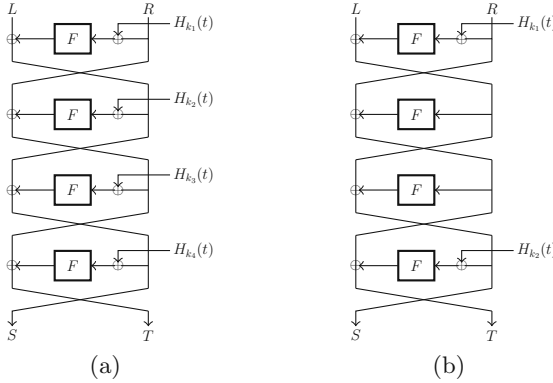 L R
F H_{k_1}(t)
F H_{k_2}(t)
F H_{k_3}(t)
F H_{k_4}(t)
S T
(a)
L R
F H_{k_1}(t)
F
F
F H_{k_2}(t)
S T
(b)